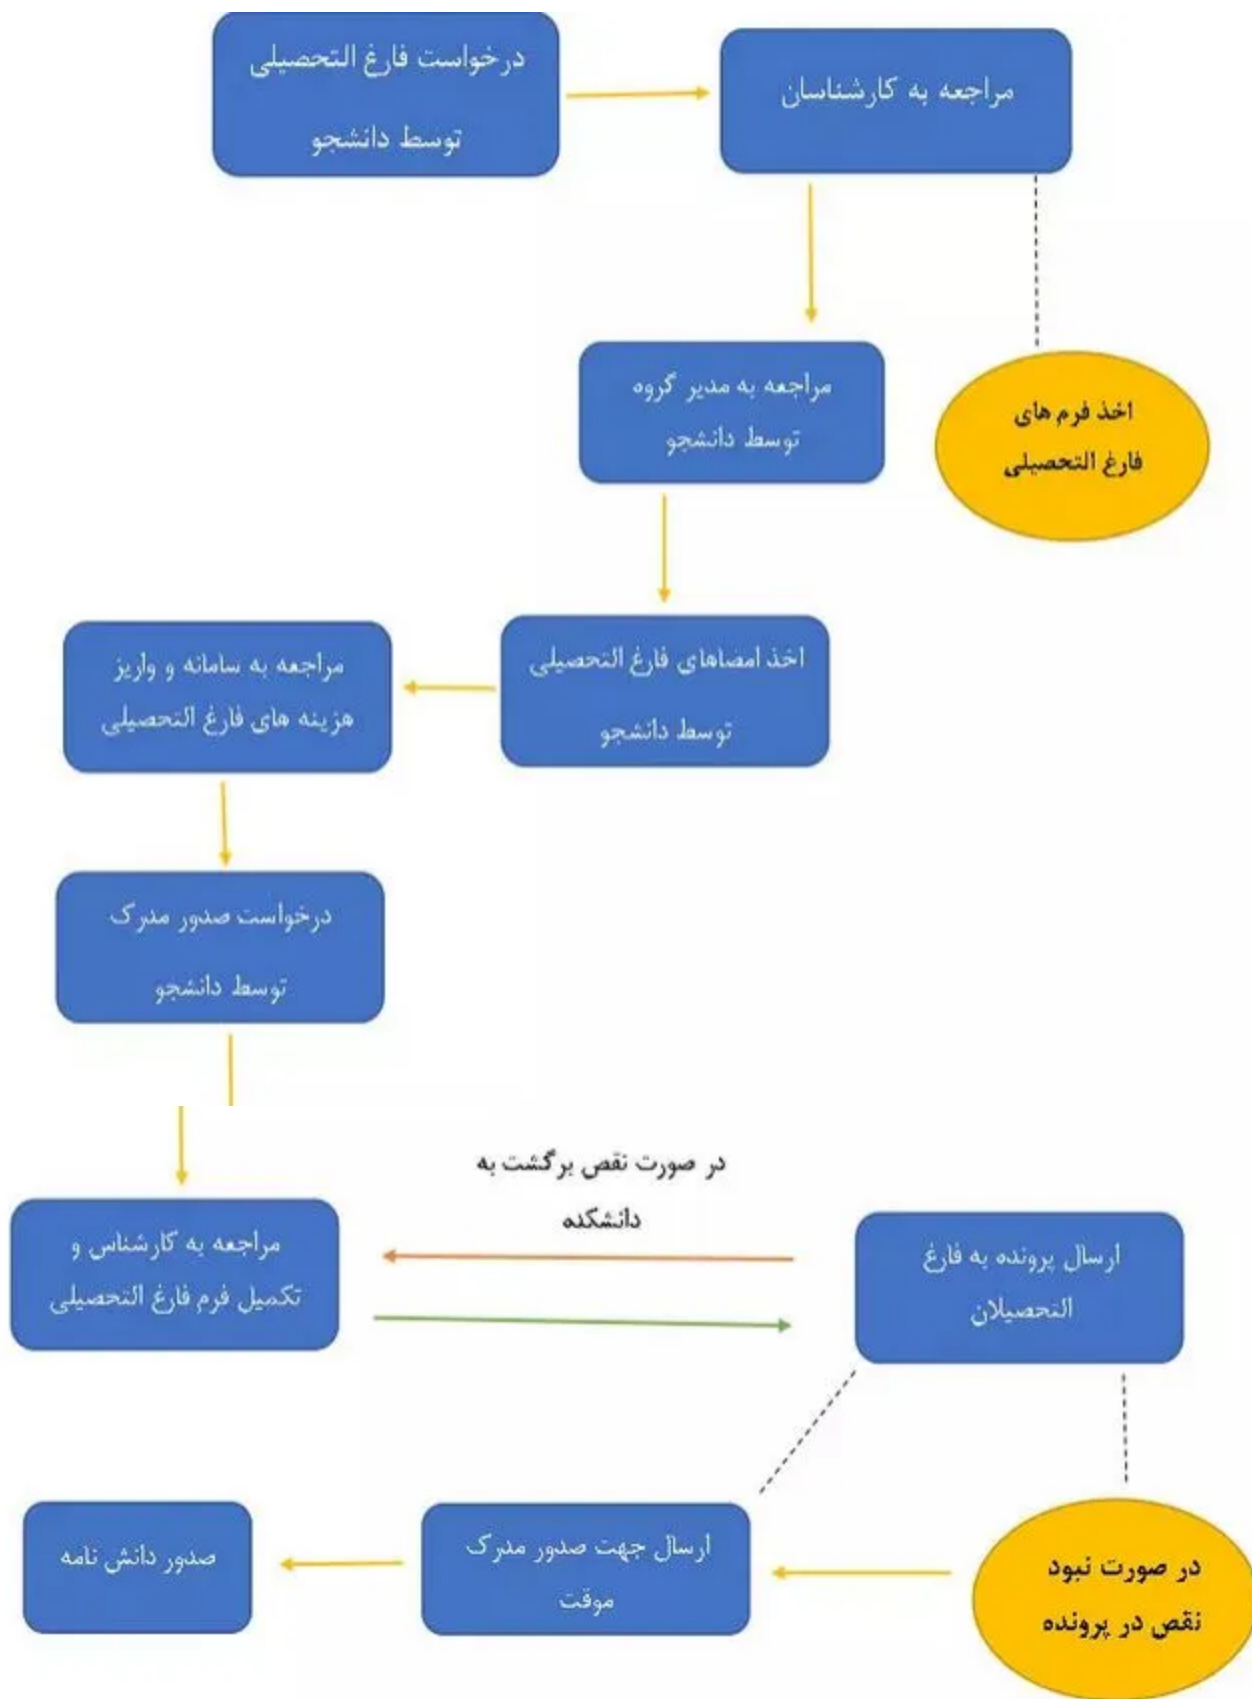 درخواست فارغ التحصیلی
توسط دانشجو
مراجعه به کارشناسان
مراجعه به مدیر گروه
توسط دانشجو
اخذ فرم های
فارغ التحصیلی
اخذ امضاهای فارغ التحصیلی
توسط دانشجو
مراجعه به سامانه و واریز
هزینه های فارغ التحصیلی
درخواست صدور مدرک
توسط دانشجو
در صورت نقص برگشت به
دانشکده
مراجعه به کارشناس و
تکمیل فرم فارغ التحصیلی
ارسال پرونده به فارغ
التحصیلان
در صورت نبود
نقص در پرونده
ارسال جهت صدور مدرک
موقت
صدور دانش نامه